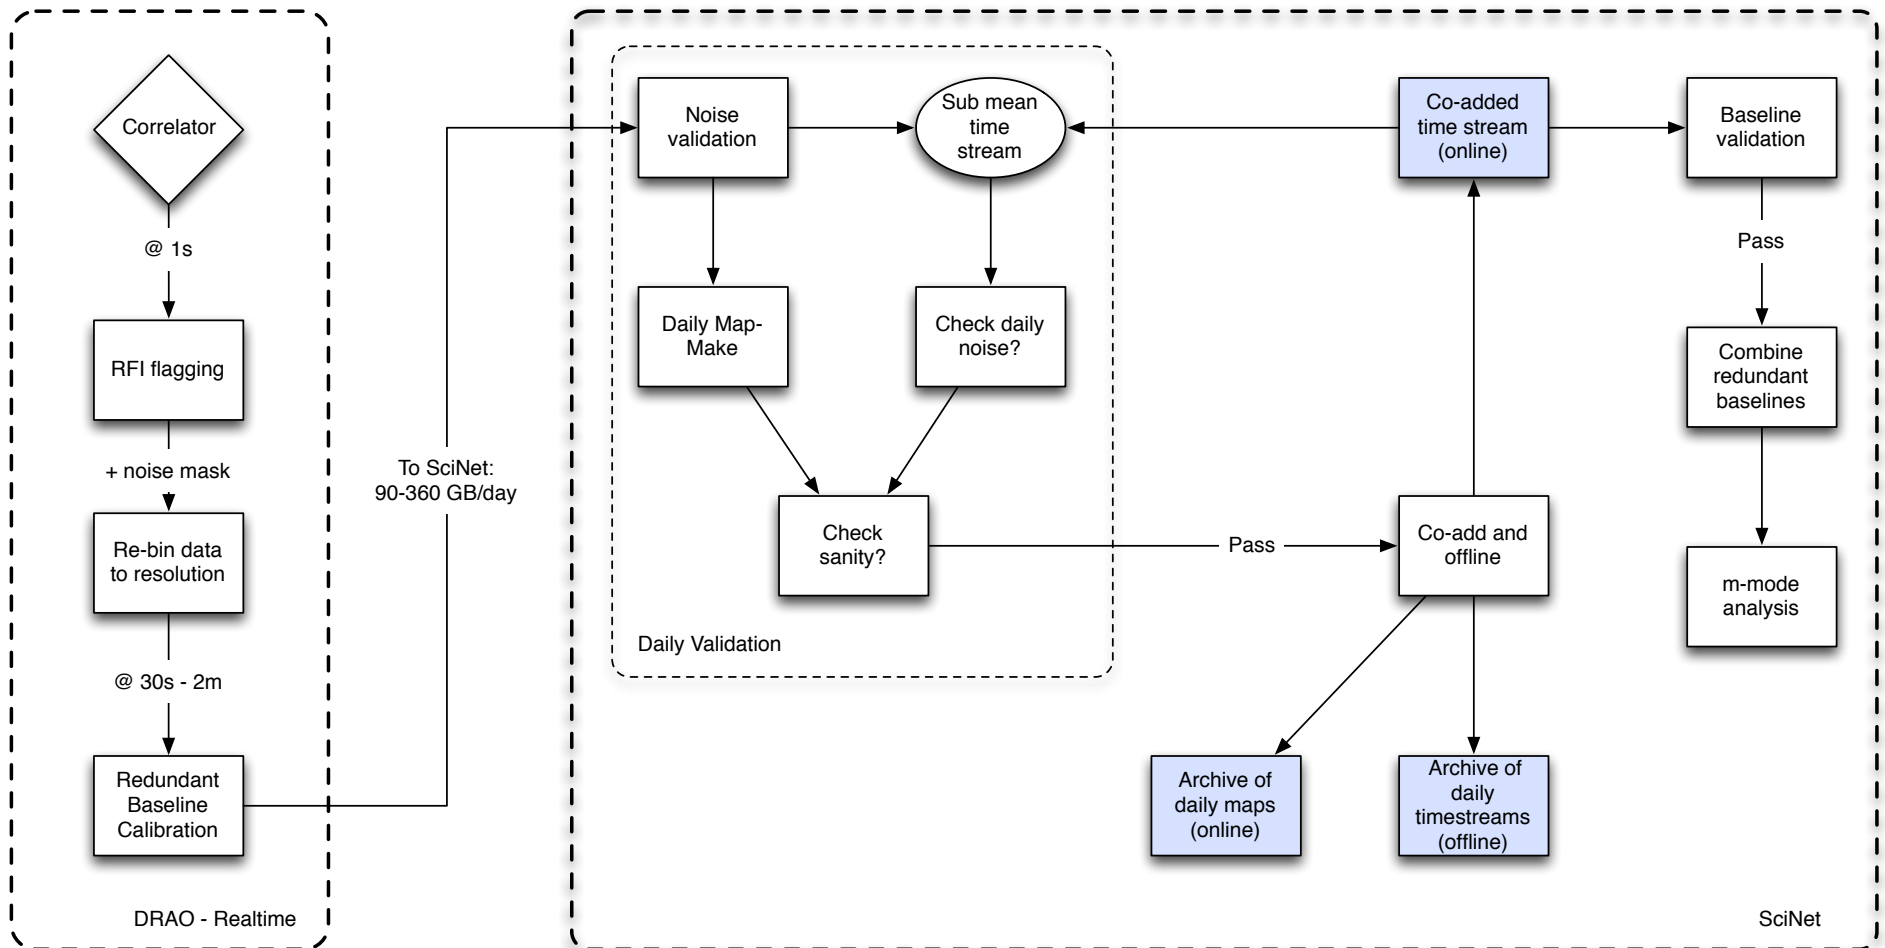 Correlator
@ 1s
RFI flagging
+ noise mask
Re-bin data
to resolution
@ 30s - 2m
Redundant
Baseline
Calibration
DRAO - Realtime
To SciNet:
90-360 GB/day
Noise
validation
Sub mean
time
stream
Daily Map-
Make
Check daily
noise?
Check
sanity?
Daily Validation
Pass
Co-add and
offline
Co-added
time stream
(online)
Archive of
daily maps
(online)
Archive of
daily
timestreams
(offline)
Baseline
validation
Pass
Combine
redundant
baselines
m-mode
analysis
SciNet